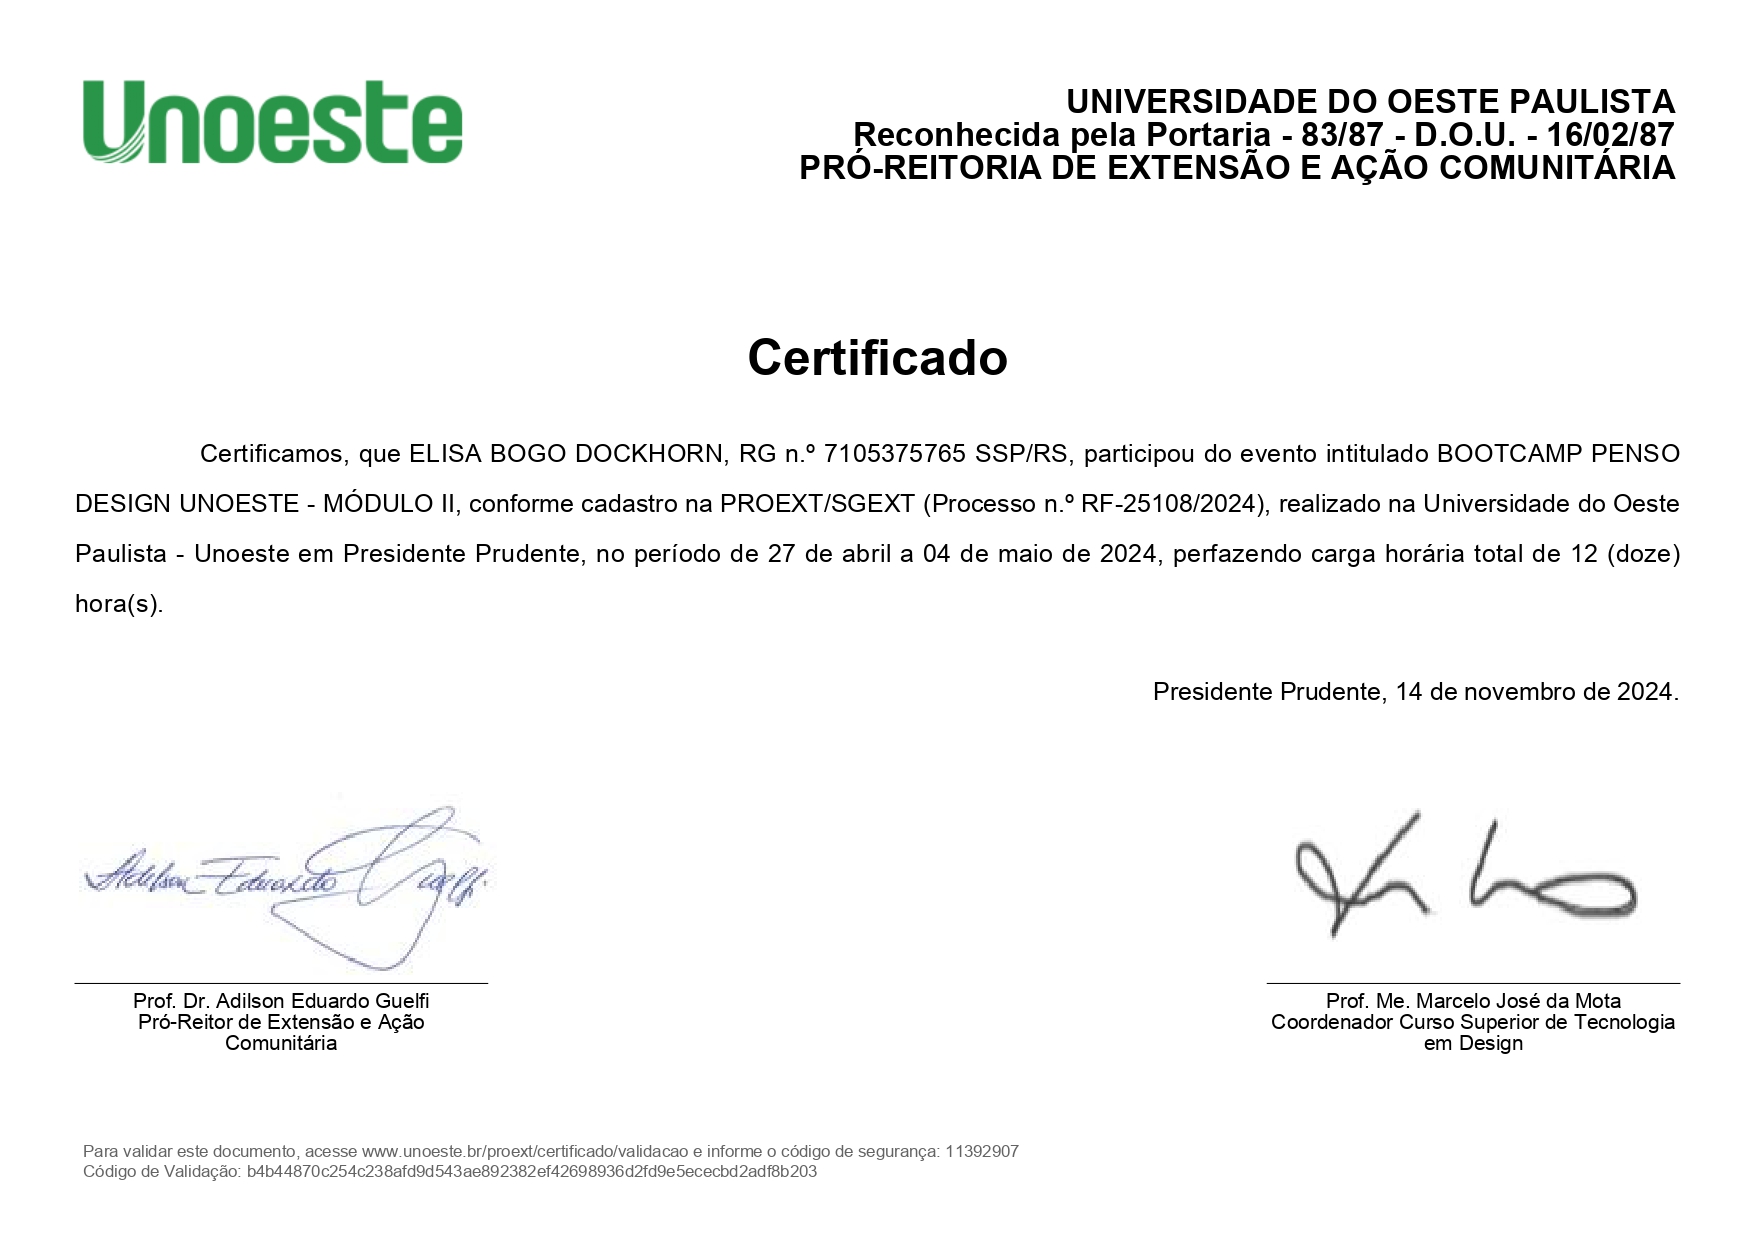 Unoeste
UNIVERSIDADE DO OESTE PAULISTA
Reconhecida pela Portaria - 83/87 - D.O.U. - 16/02/87
PRÓ-REITORIA DE EXTENSÃO E AÇÃO COMUNITÁRIA
Certificado
Certificamos, que ELISA BOGO DOCKHORN, RG n.º 7105375765 SSP/RS, participou do evento intitulado BOOTCAMP PENSO
DESIGN UNOESTE - MÓDULO II, conforme cadastro na PROEXT/SGEXT (Processo n.º RF-25108/2024), realizado na Universidade do Oeste
Paulista - Unoeste em Presidente Prudente, no período de 27 de abril a 04 de maio de 2024, perfazendo carga horária total de 12 (doze)
hora(s).
Presidente Prudente, 14 de novembro de 2024.
Adilson Eduardo Guelfi
Prof. Dr. Adilson Eduardo Guelfi
Pró-Reitor de Extensão e Ação
Comunitária
Prof. Me. Marcelo José da Mota
Coordenador Curso Superior de Tecnologia
em Design
Para validar este documento, acesse www.unoeste.br/proext/certificado/validacao e informe o código de segurança: 11392907
Código de Validação: b4b44870c254c238afd9d543ae892382ef42698936d2fd9e5ececbd2adf8b203